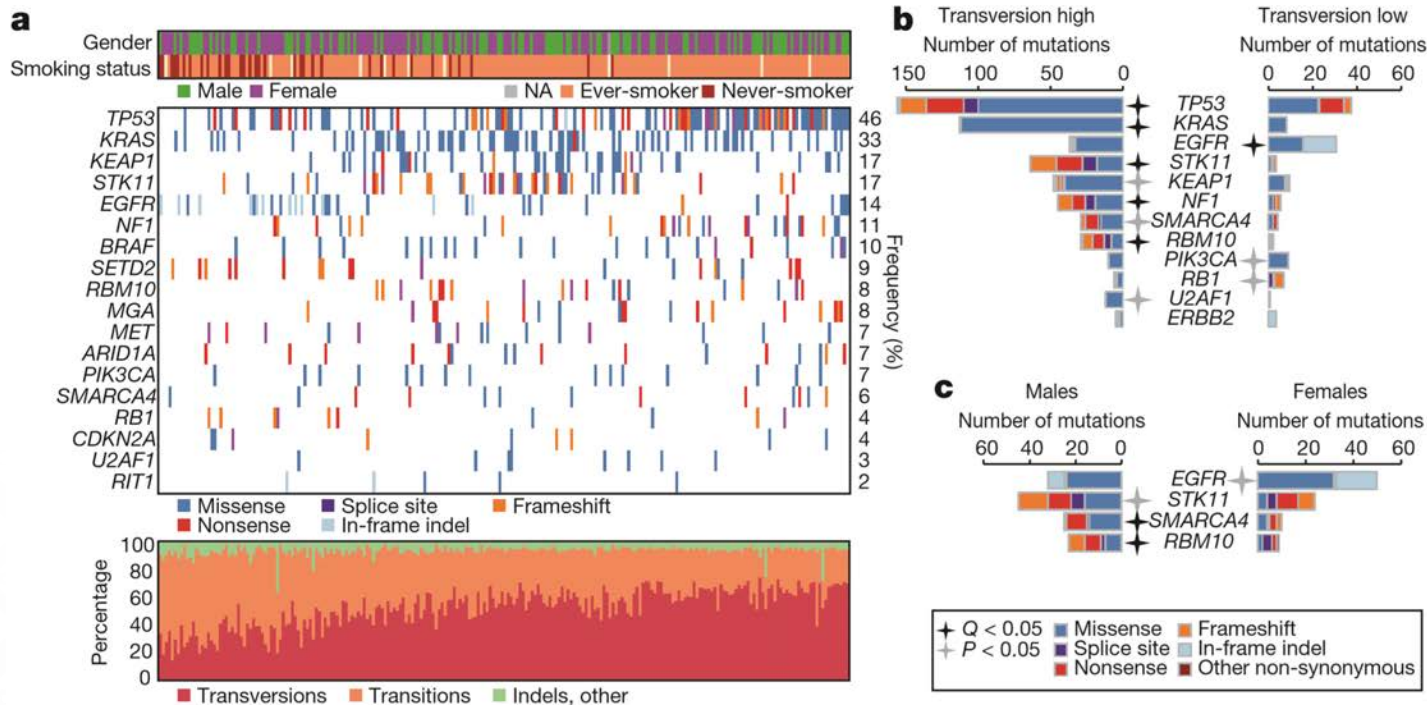 a
Gender
Smoking status
Male Female NA Ever-smoker Never-smoker
TP53 46
KRAS 33
KEAP1 17
STK11 17
EGFR 14
NF1 11
BRAF 10
SETD2 9
RBM10 8
MGA 8
MET 7
ARID1A 7
PIK3CA 7
SMARCA4 6
RB1 4
CDKN2A 4
U2AF1 3
RIT1 2
Frequency (%)
Missense Splice site Frameshift
Nonsense In-frame indel
100
80
60
40
20
0
Percentage
Transversions Transitions Indels, other
b
Transversion high Transversion low
Number of mutations Number of mutations
150 100 50 0 0 20 40 60
TP53
KRAS
EGFR
STK11
KEAP1
NF1
SMARCA4
RBM10
PIK3CA
RB1
U2AF1
ERBB2
c
Males Females
Number of mutations Number of mutations
60 40 20 0 0 20 40 60
EGFR
STK11
SMARCA4
RBM10
Q < 0.05 Missense Frameshift
P < 0.05 Splice site In-frame indel
Nonsense Other non-synonymous